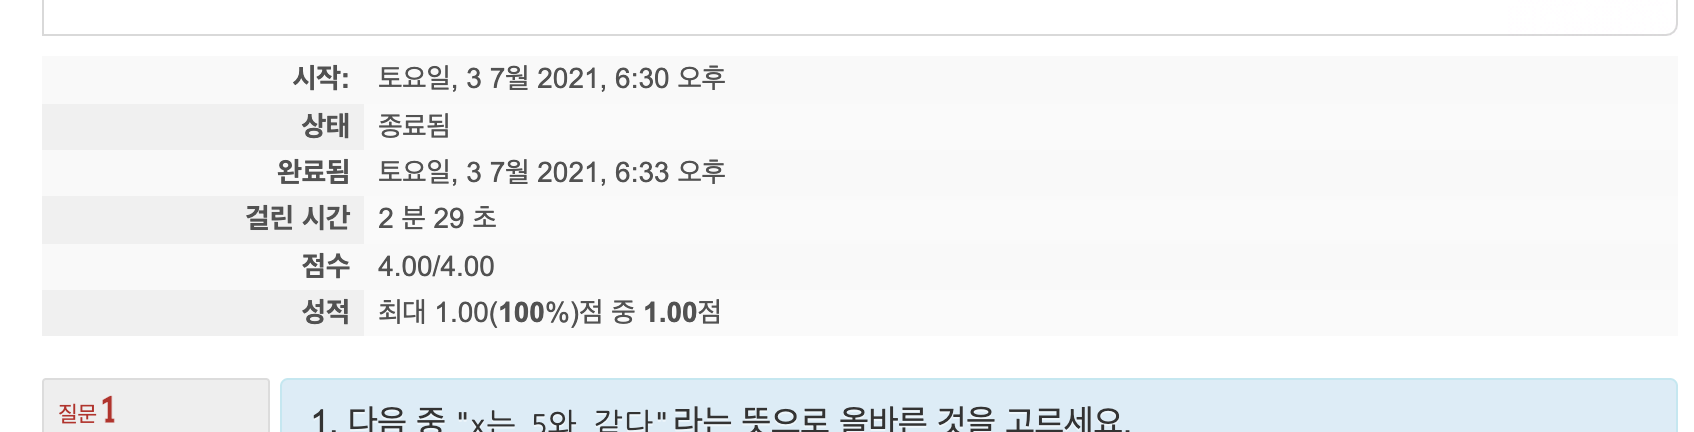 시작: 토요일, 3 7월 2021, 6:30 오후
상태 종료됨
완료됨 토요일, 3 7월 2021, 6:33 오후
걸린 시간 2 분 29 초
점수 4.00/4.00
성적 최대 1.00(100%)점 중 1.00점
질문 1
1. 다음 중 "x는 5와 같다"라는 뜻으로 올바른 것을 고르세요.